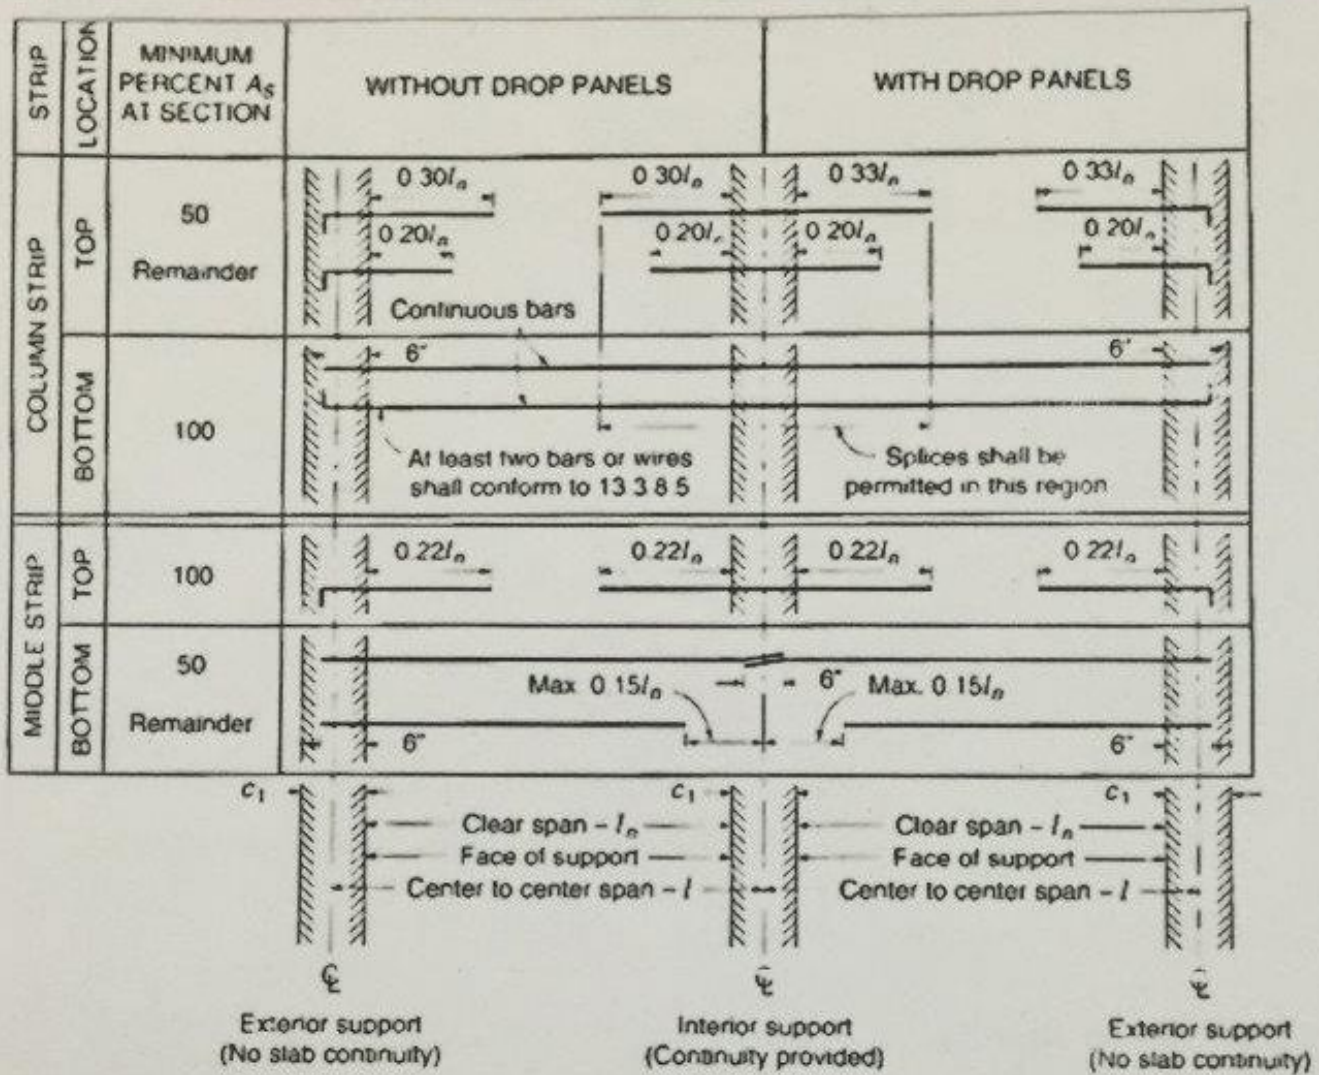 STRIP
LOCATION
MINIMUM
PERCENT As
AT SECTION
WITHOUT DROP PANELS
WITH DROP PANELS
COLUMN STRIP
TOP
50
Remainder
0 30ln
0 30ln
0 33ln
0 33ln
0 20ln
0 20ln
0 20ln
0 20ln
Continuous bars
BOTTOM
100
6"
6"
At least two bars or wires
shall conform to 13 3 8 5
Splices shall be
permitted in this region
MIDDLE STRIP
TOP
100
0 22ln
0 22ln
0 22ln
0 22ln
BOTTOM
50
Remainder
Max 0 15ln
6"
Max. 0 15ln
6"
6"
c1
c1
c1
Clear span - ln
Clear span - ln
Face of support
Face of support
Center to center span - l
Center to center span - l
℄
℄
℄
Exterior support
(No slab continuity)
Interior support
(Continuity provided)
Exterior support
(No slab continuity)